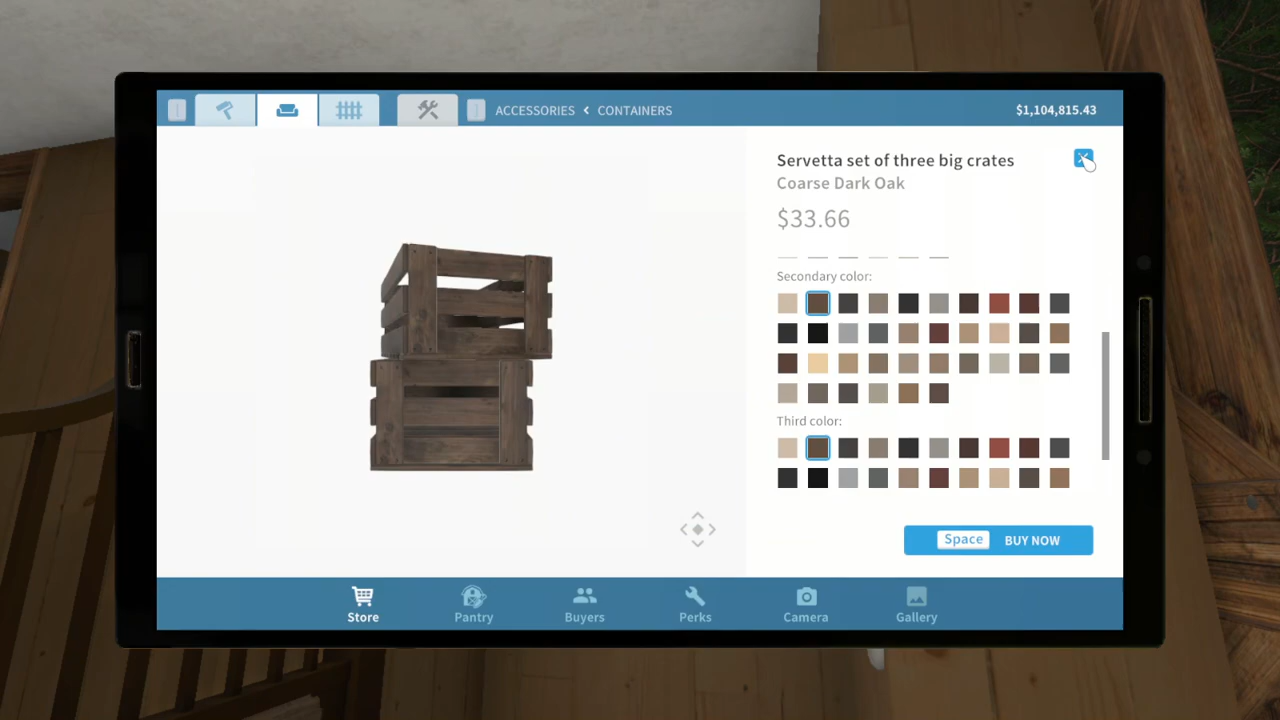 ACCESSORIES < CONTAINERS
$1,104,815.43
Servetta set of three big crates
Coarse Dark Oak
$33.66
Secondary color:
Third color:
Space BUY NOW
Store
Pantry
Buyers
Perks
Camera
Gallery